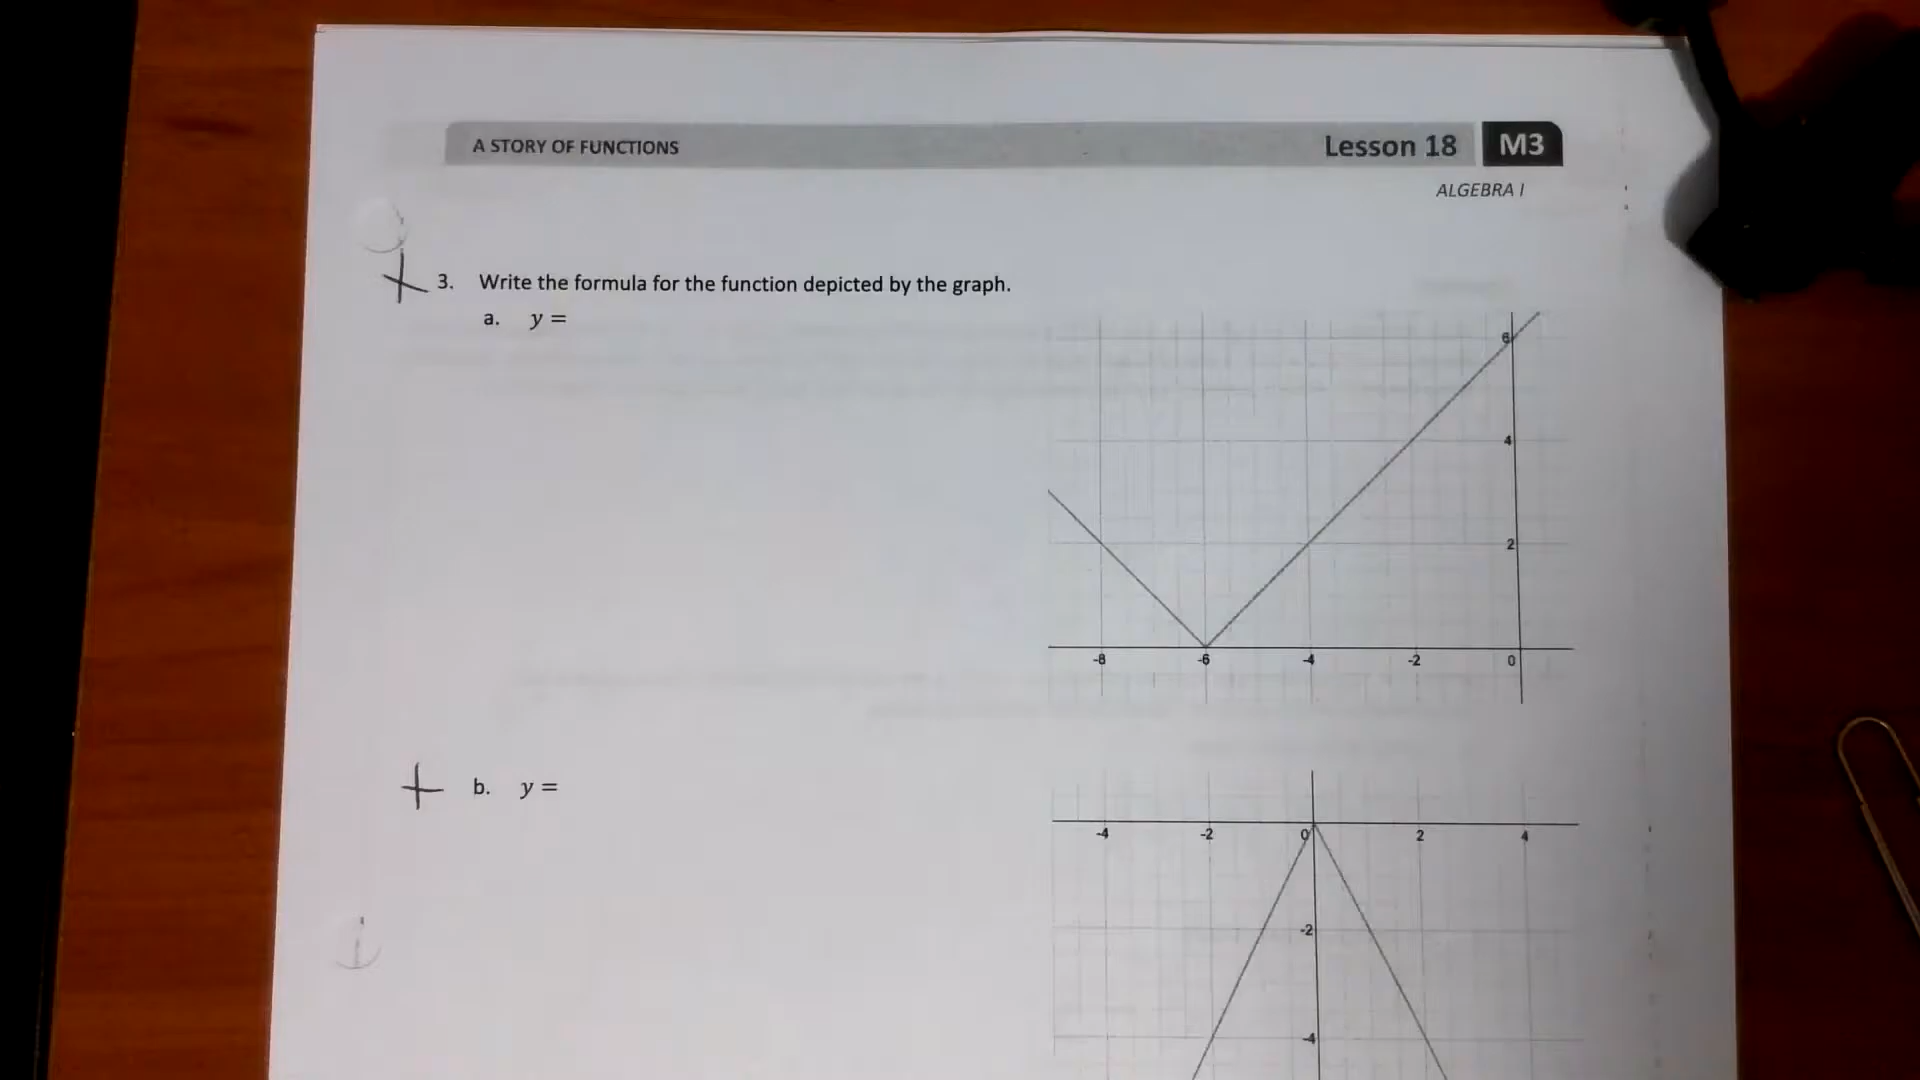 A STORY OF FUNCTIONS
Lesson 18
M3
ALGEBRA I
3. Write the formula for the function depicted by the graph.
a. y =
6
4
2
-8 -6 -4 -2 0
b. y =
-4 -2 0 2 4
-2
-4